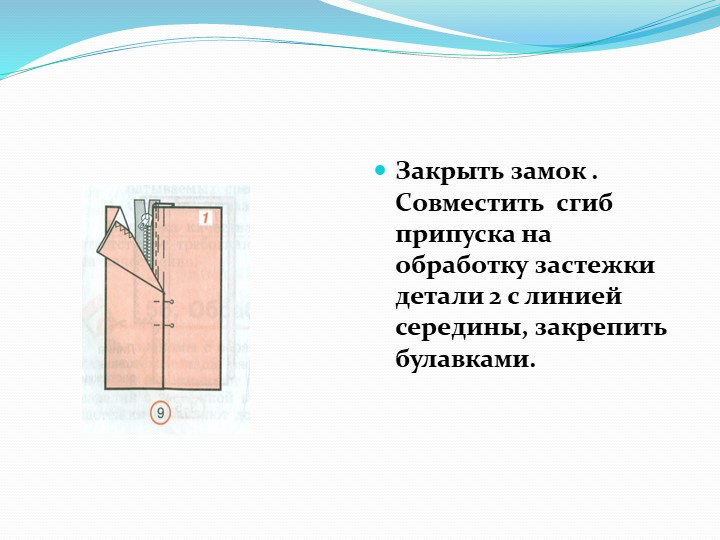 Закрыть замок .
Совместить сгиб
припуска на
обработку застежки
детали 2 с линией
середины, закрепить
булавками.
1
9